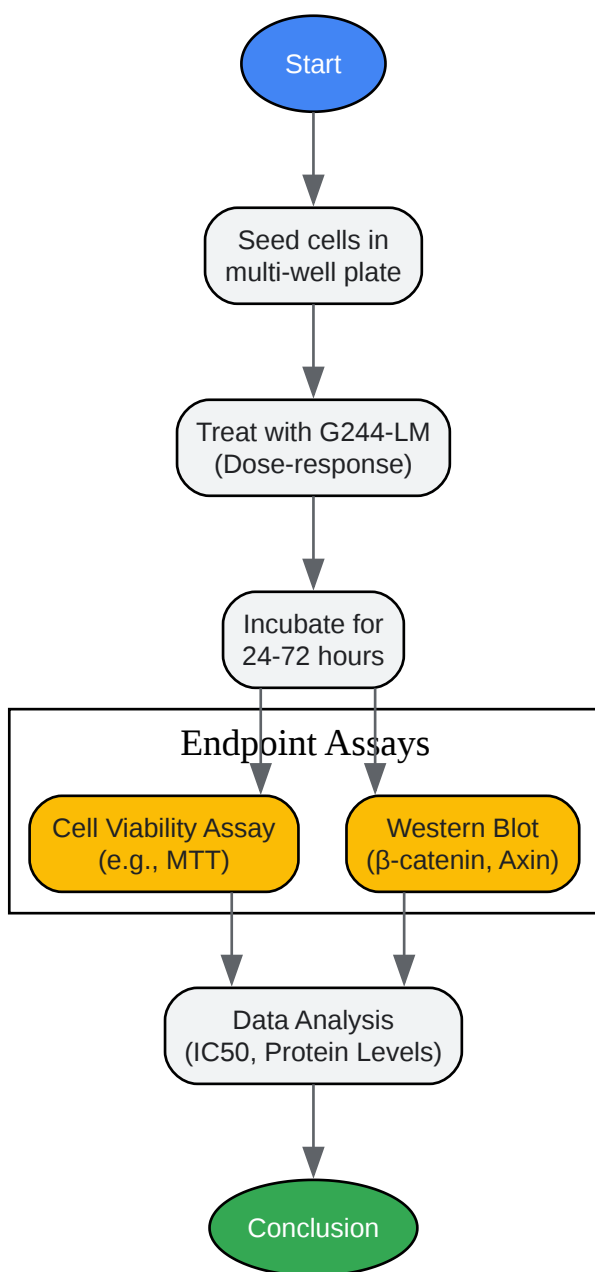 Start
Seed cells in
multi-well plate
Treat with G244-LM
(Dose-response)
Incubate for
24-72 hours
Endpoint Assays
Cell Viability Assay
(e.g., MTT)
Western Blot
(β-catenin, Axin)
Data Analysis
(IC50, Protein Levels)
Conclusion